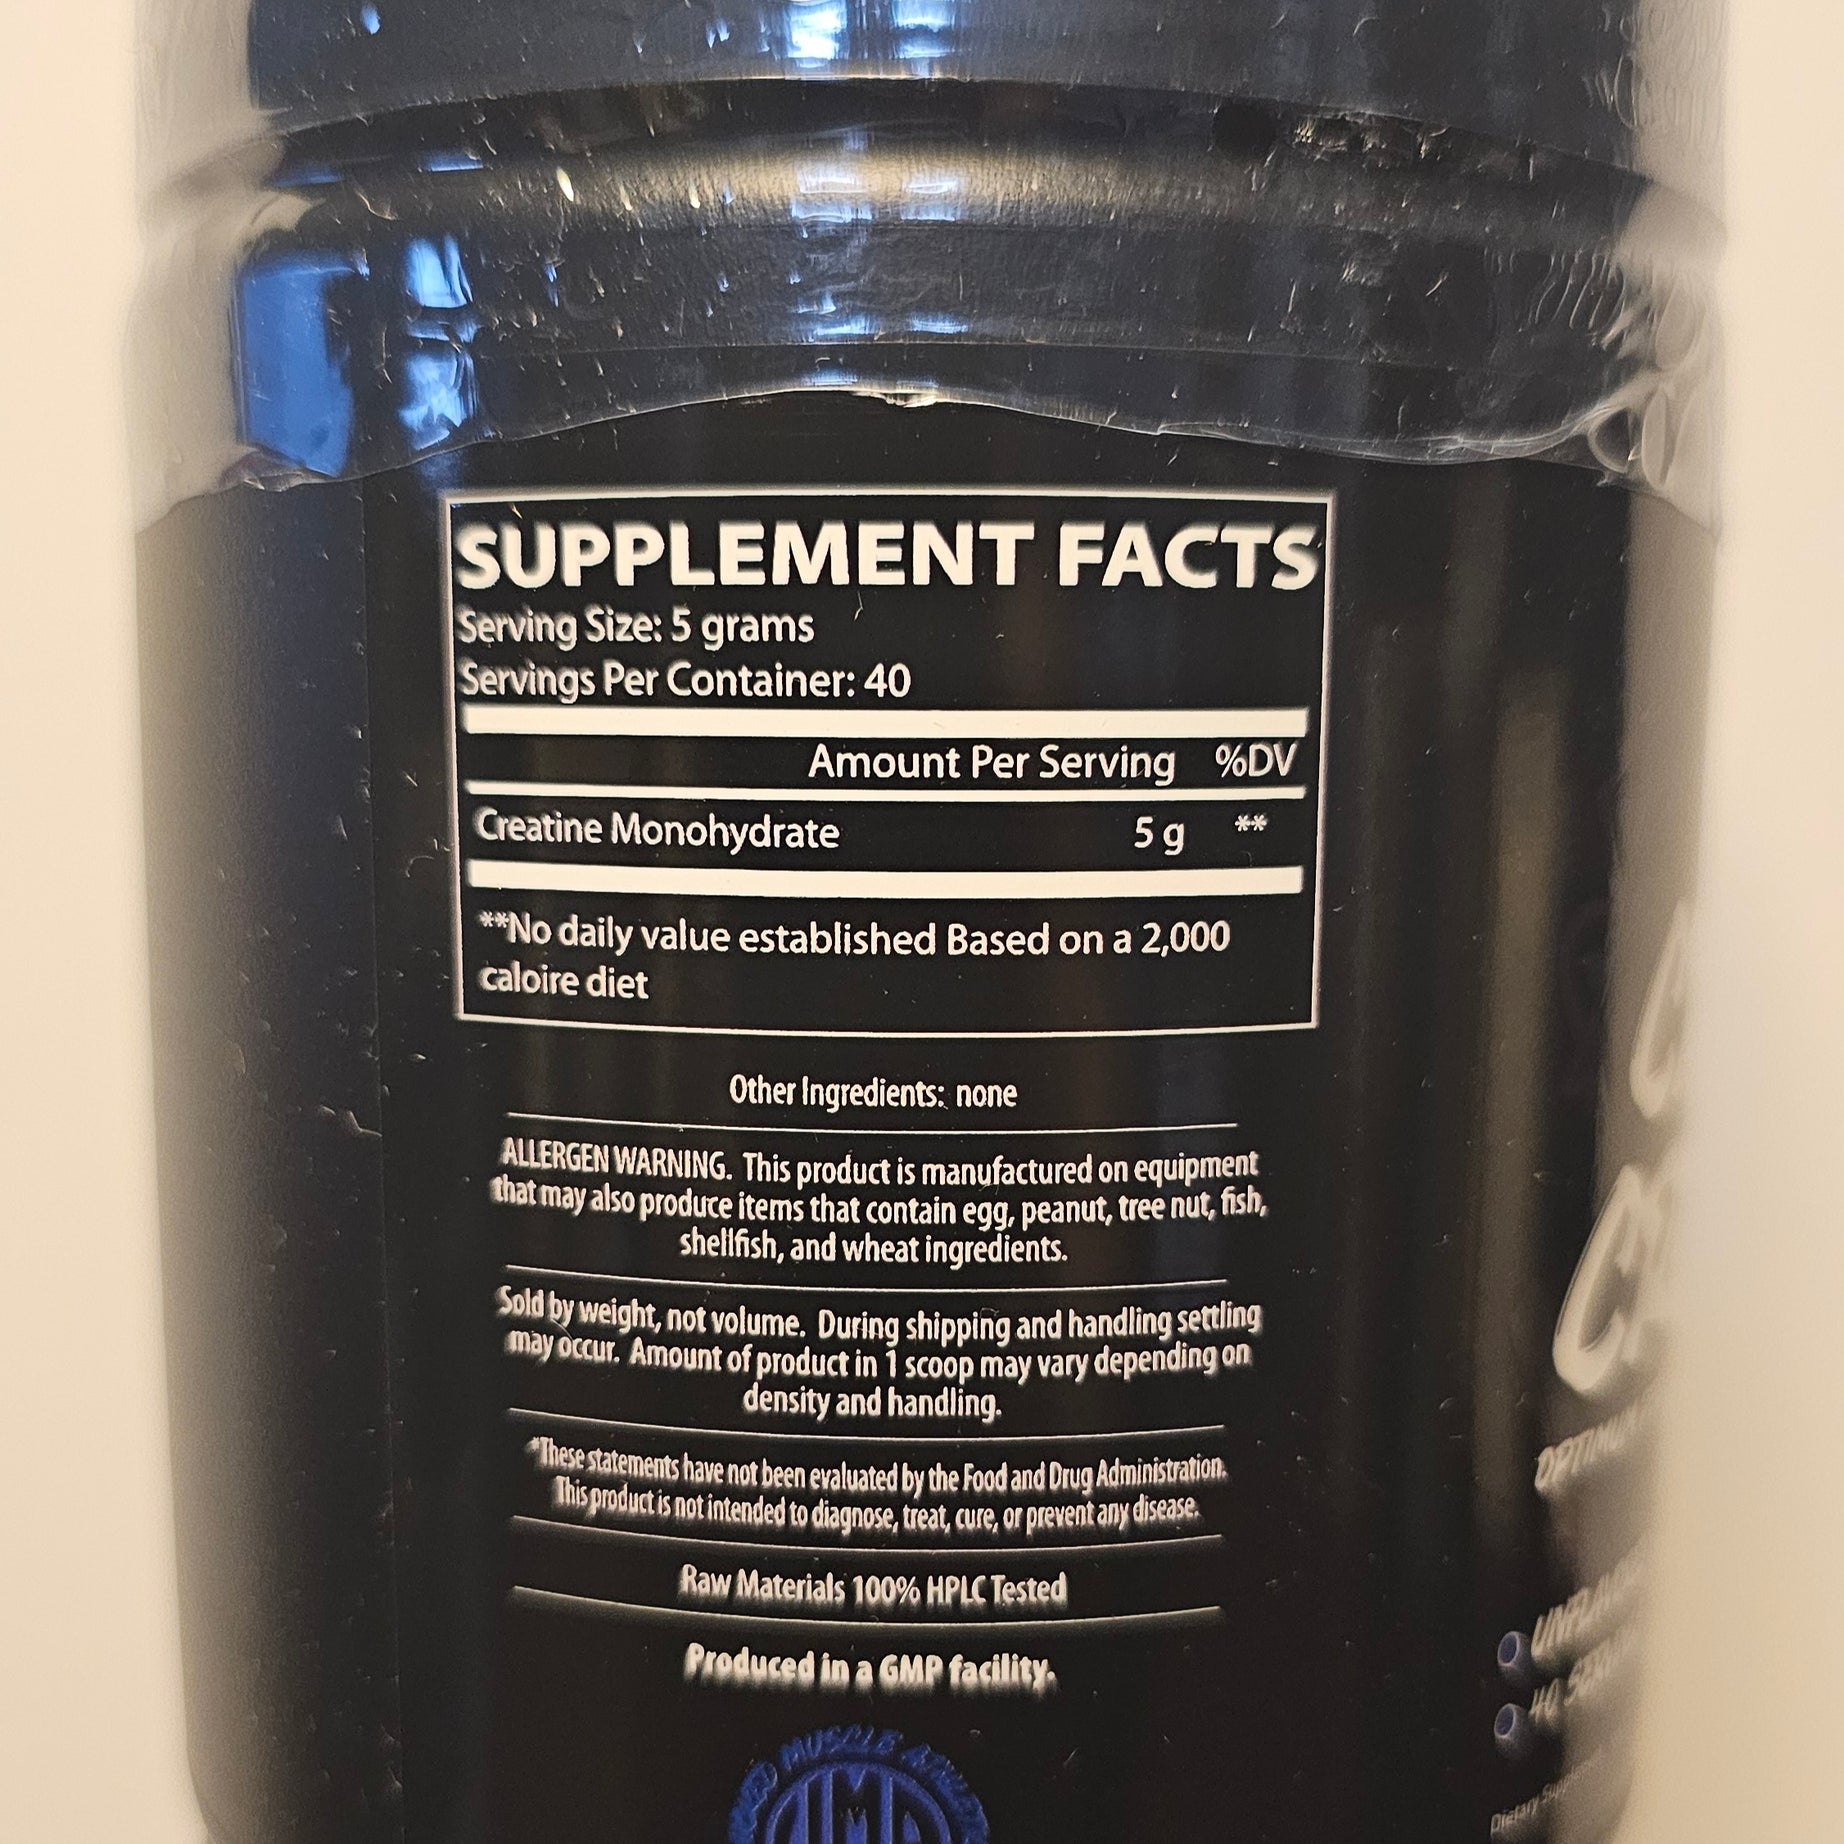 SUPPLEMENT FACTS
Serving Size: 5 grams
Servings Per Container: 40
Amount Per Serving %DV
Creatine Monohydrate 5 g **
**No daily value established Based on a 2,000
caloire diet
Other Ingredients: none
ALLERGEN WARNING. This product is manufactured on equipment
that may also produce items that contain egg, peanut, tree nut, fish,
shellfish, and wheat ingredients.
Sold by weight, not volume. During shipping and handling settling
may occur. Amount of product in 1 scoop may vary depending on
density and handling.
*These statements have not been evaluated by the Food and Drug Administration.
This product is not intended to diagnose, treat, cure, or prevent any disease.
Raw Materials 100% HPLC Tested
Produced in a GMP facility.
MUSCLE
40
Dietary